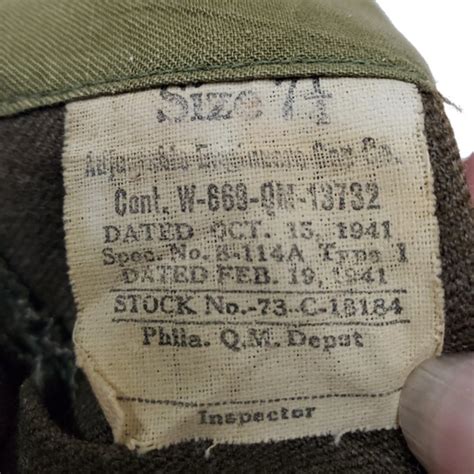 Size 7¼
Cont. W-669-QM-13732
DATED OCT. 15, 1941
Spec. No. 8-114A Type 1
DATED FEB. 19, 1941
STOCK No.-73-C-18184
Phila. Q.M. Depot
Inspector